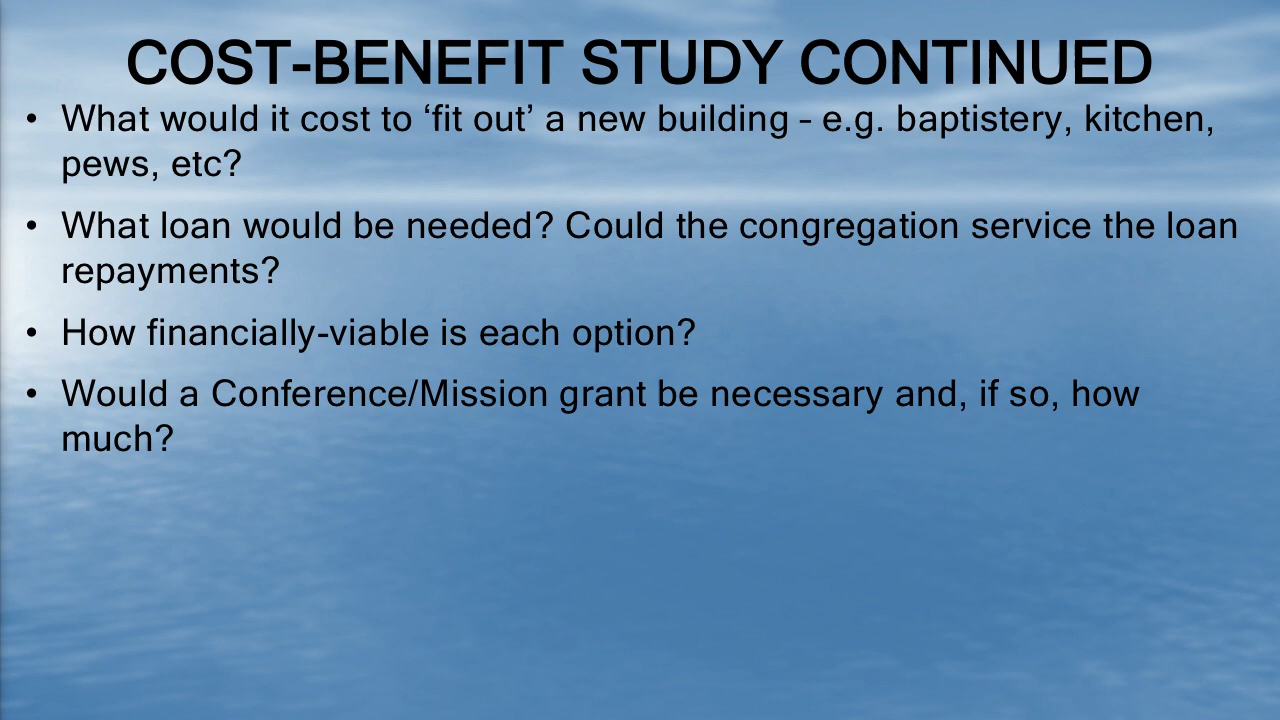 COST-BENEFIT STUDY CONTINUED
• What would it cost to ‘fit out’ a new building – e.g. baptistery, kitchen,
pews, etc?
• What loan would be needed? Could the congregation service the loan
repayments?
• How financially-viable is each option?
• Would a Conference/Mission grant be necessary and, if so, how
much?